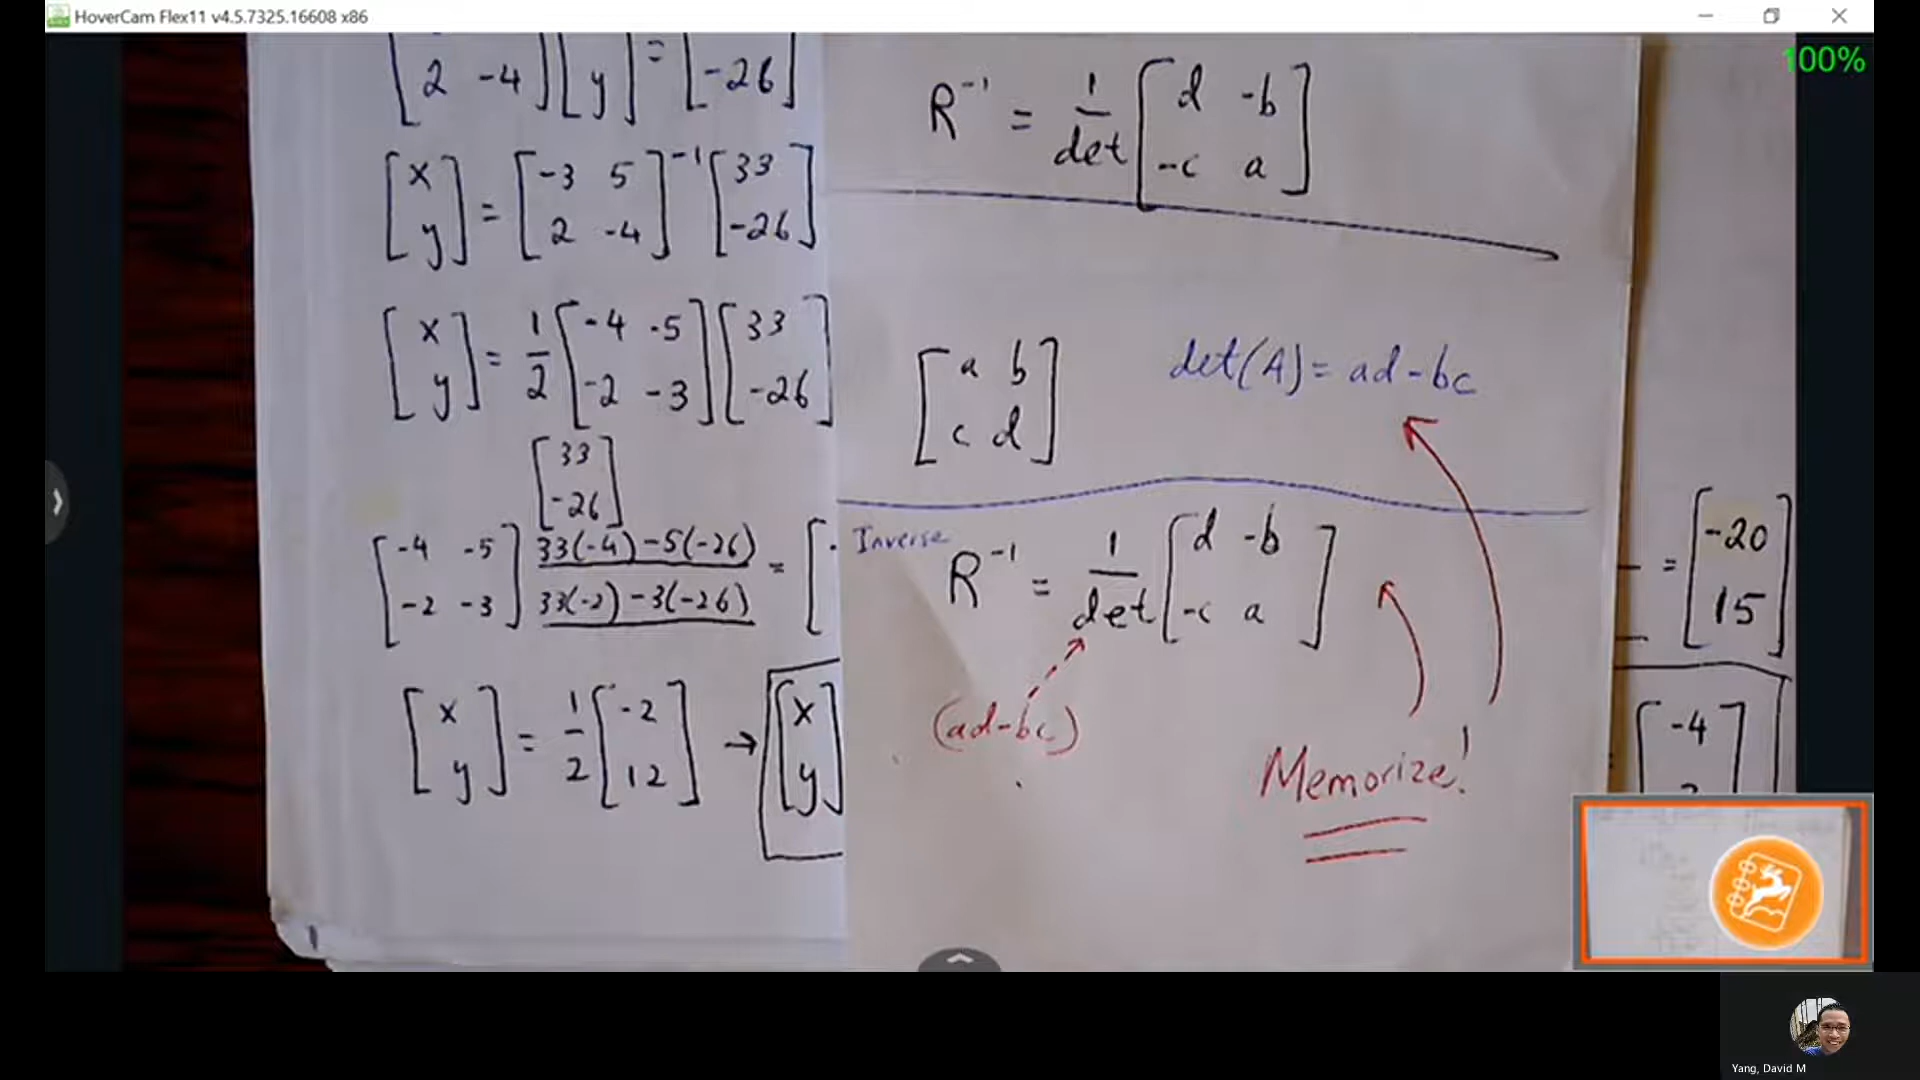 HoverCam Flex11 v4.5.7325.16608 x86
100%
2 -4 y = -26
x = -3 5 -1 33
y 2 -4 -26
x = 1 -4 -5 33
y 2 -2 -3 -26
33
-26
-4 -5 33(-4) -5(-26) =
-2 -3 33(-2) -3(-26)
x = 1 -2 → x
y 2 12 y
R⁻¹ = 1 d -b
det -c a
a b det(A) = ad - bc
c d
Inverse
R⁻¹ = 1 d -b
det -c a
(ad-bc)
Memorize!
= -20
15
-4
Yang, David M